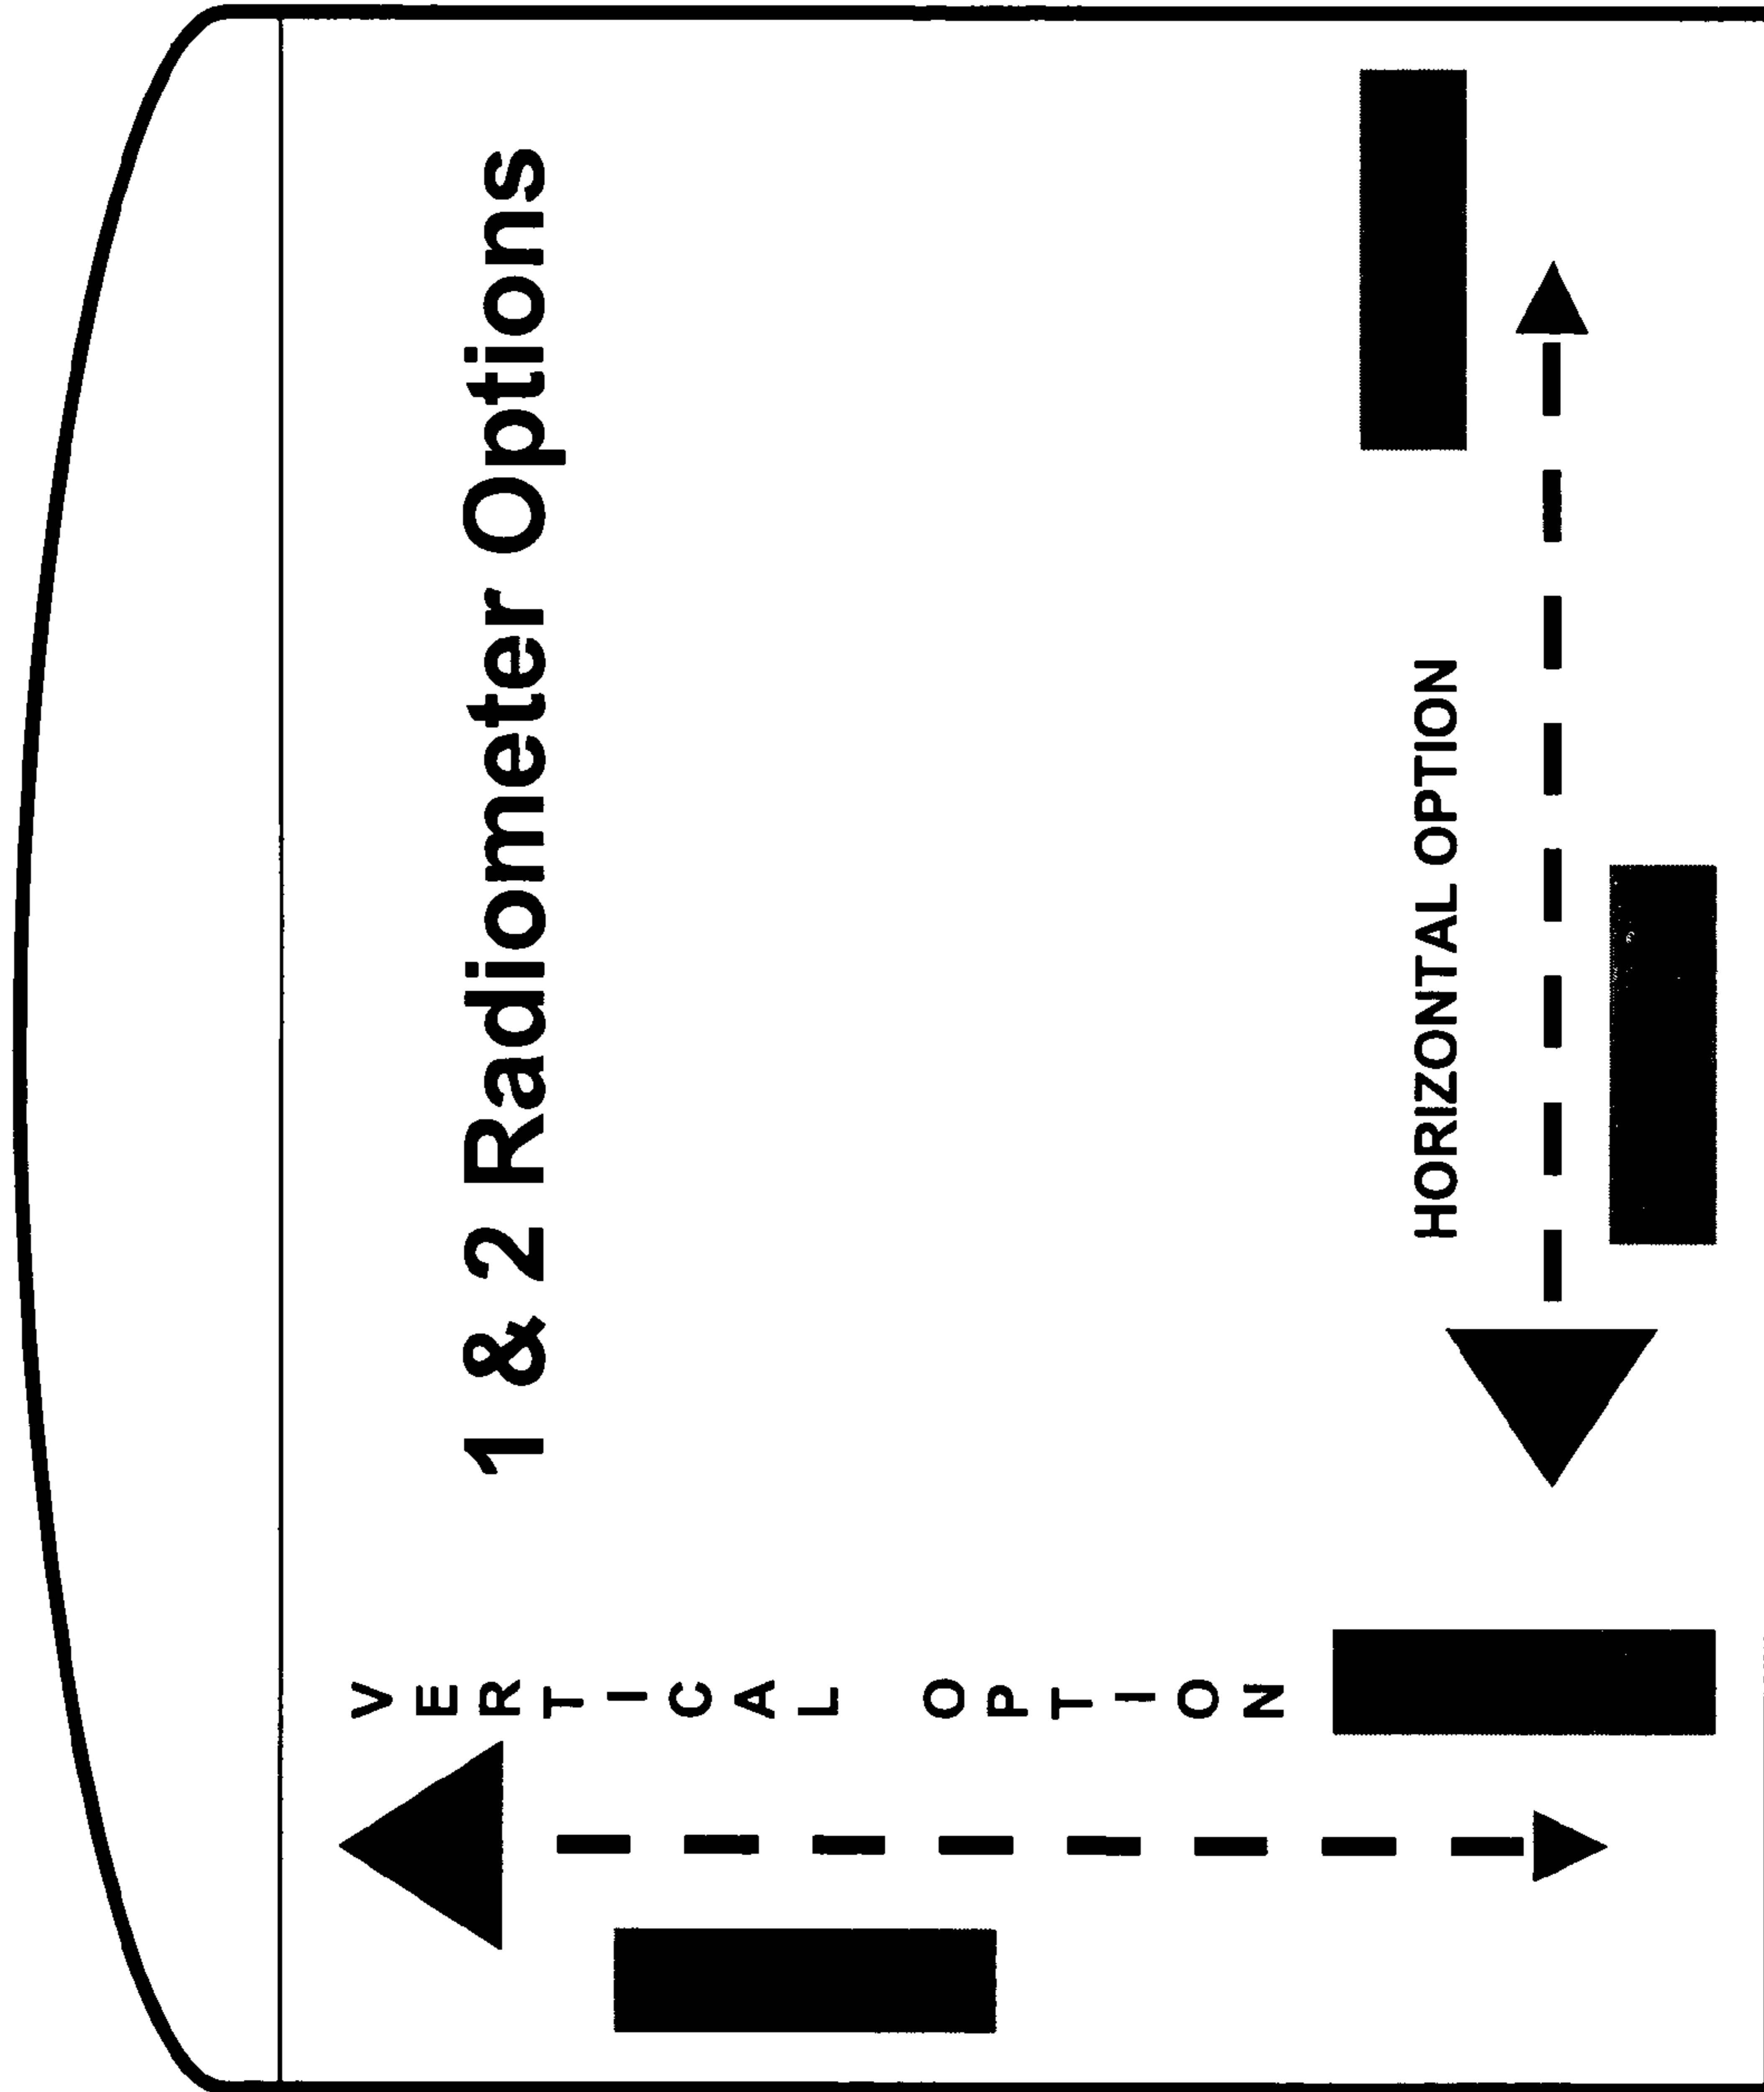 1 & 2 Radiometer Options
VERTICAL OPTION
HORIZONTAL OPTION